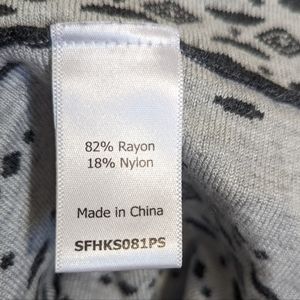 82% Rayon
18% Nylon
Made in China
SFHKS081PS